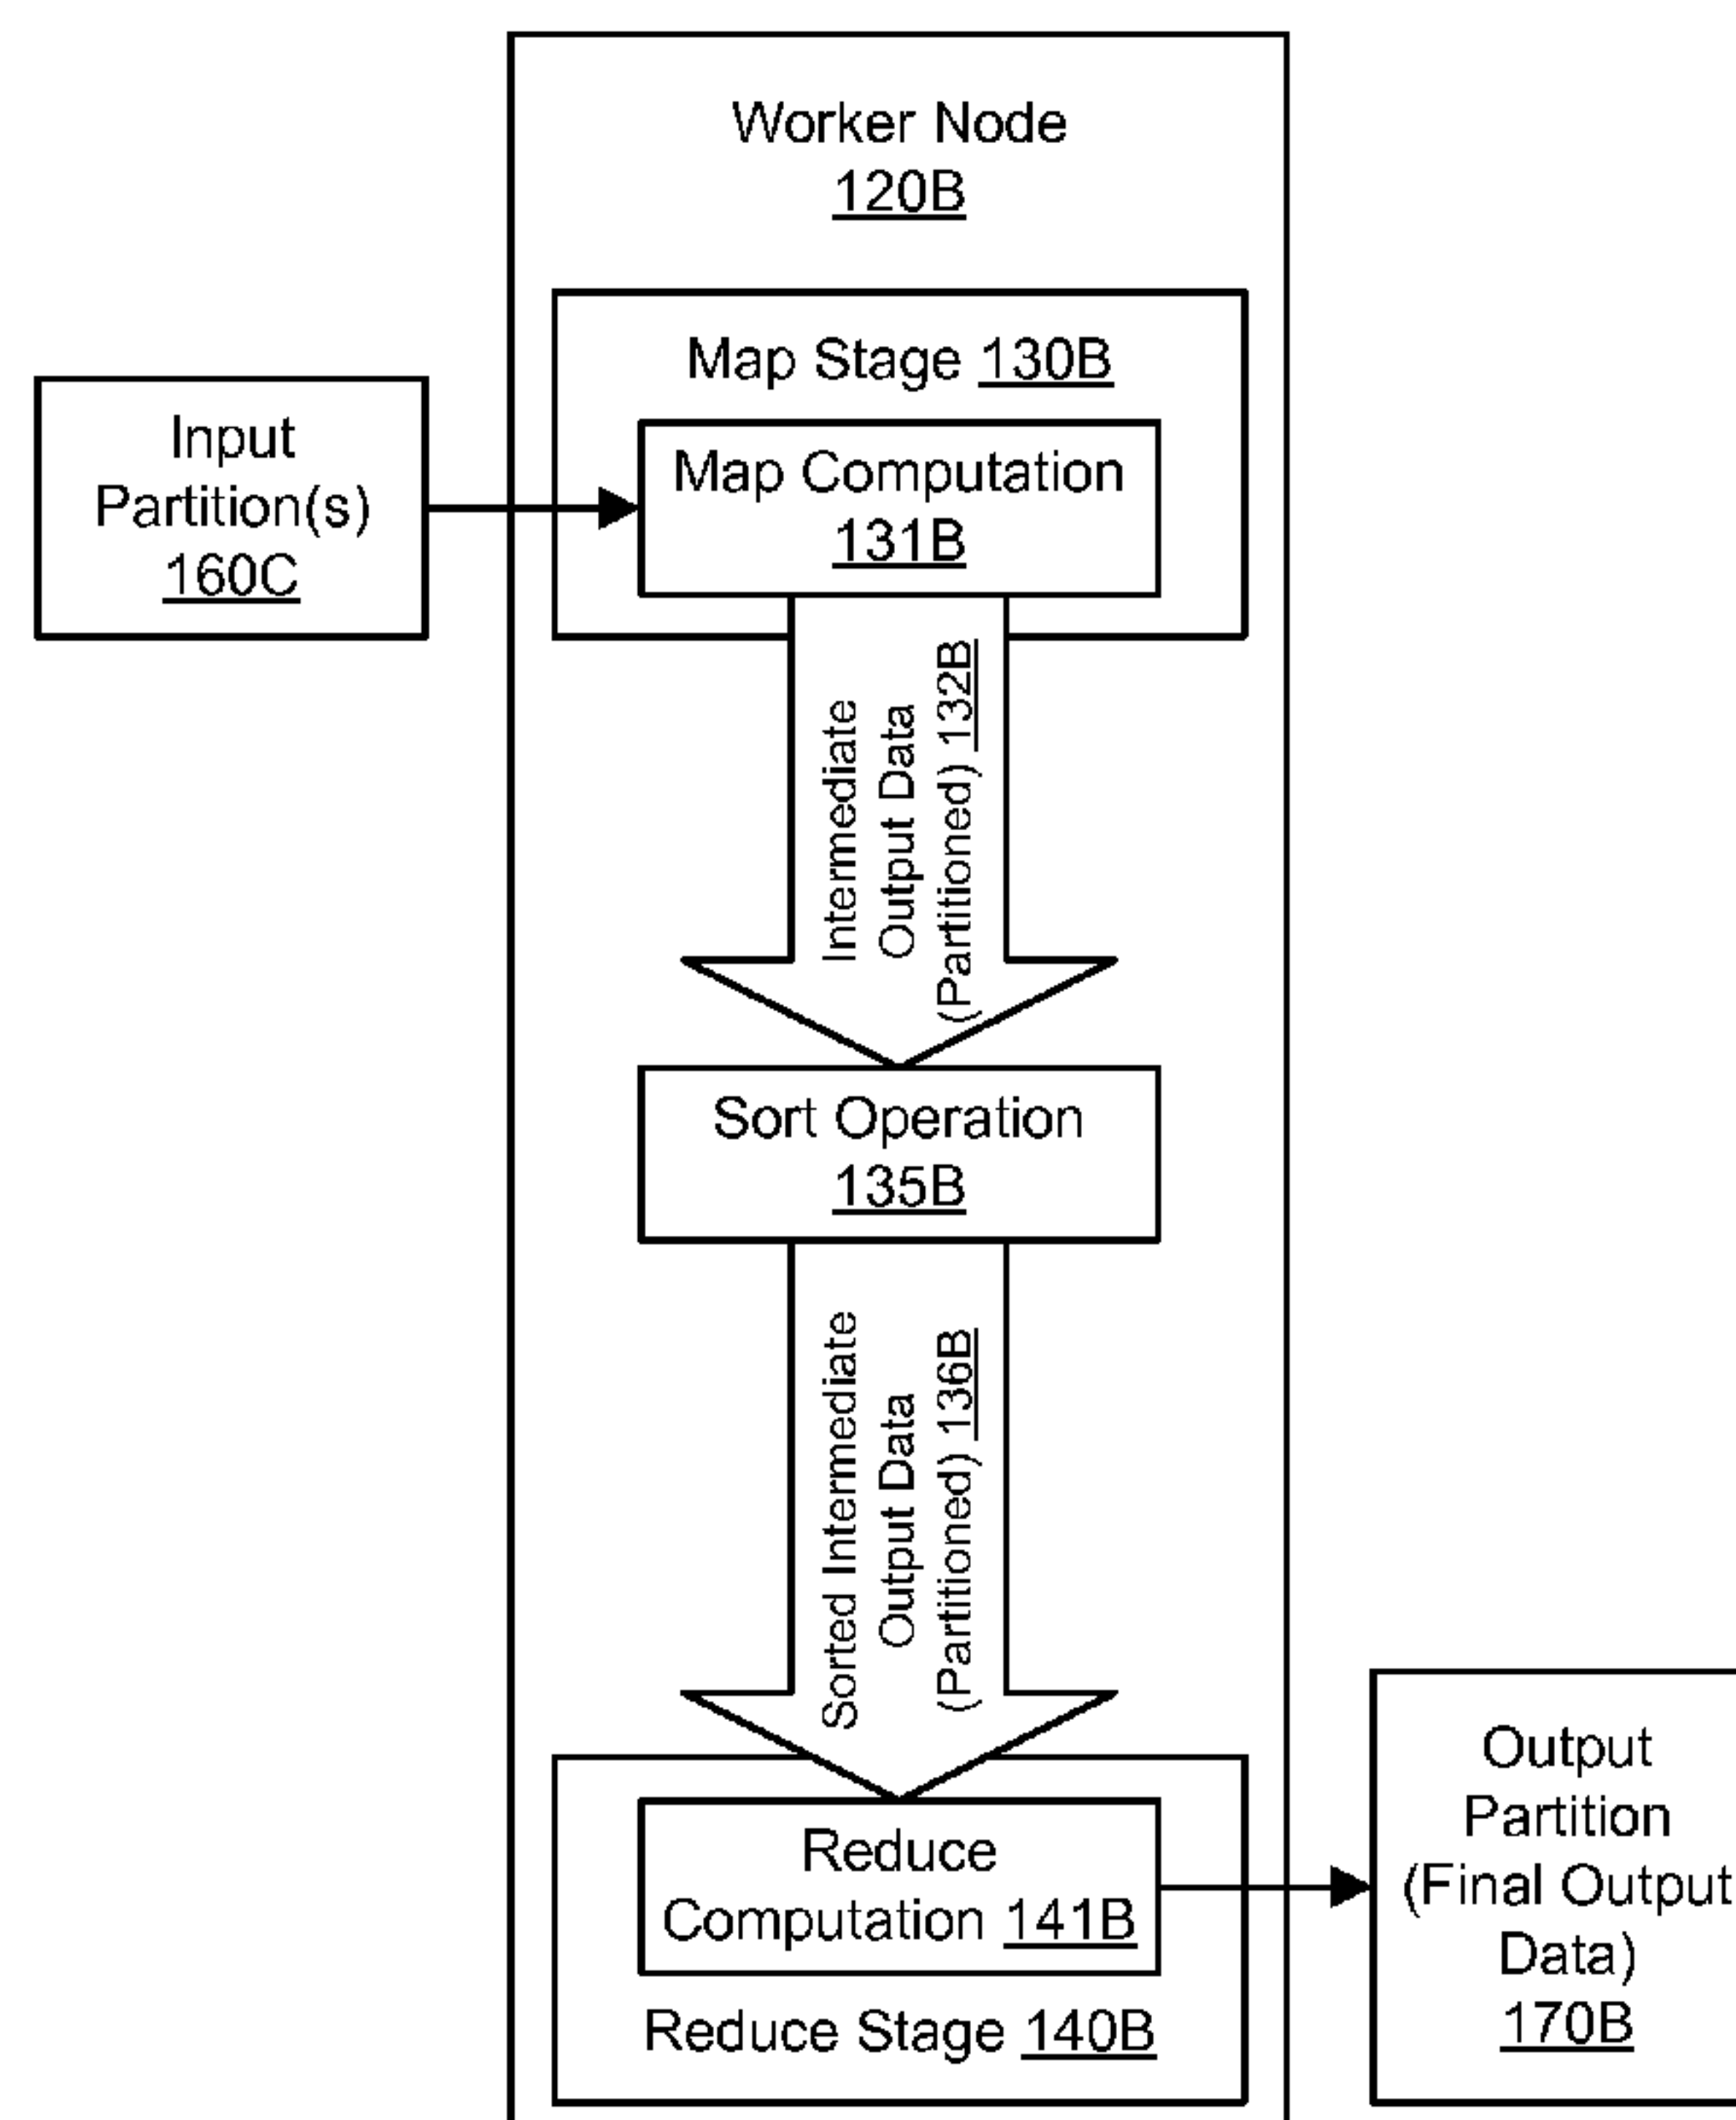 Worker Node
120B
Map Stage 130B
Input
Partition(s)
160C
Map Computation
131B
Intermediate
Output Data
(Partitioned) 132B
Sort Operation
135B
Sorted Intermediate
Output Data
(Partitioned) 136B
Reduce
Computation 141B
Reduce Stage 140B
Output
Partition
(Final Output
Data)
170B